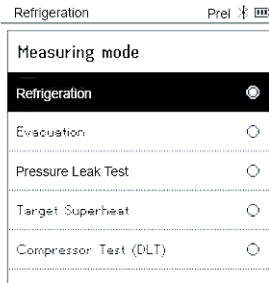 Refrigeration Prel
Measuring mode
Refrigeration
Evacuation
Pressure Leak Test
Target Superheat
Compressor Test (DLT)